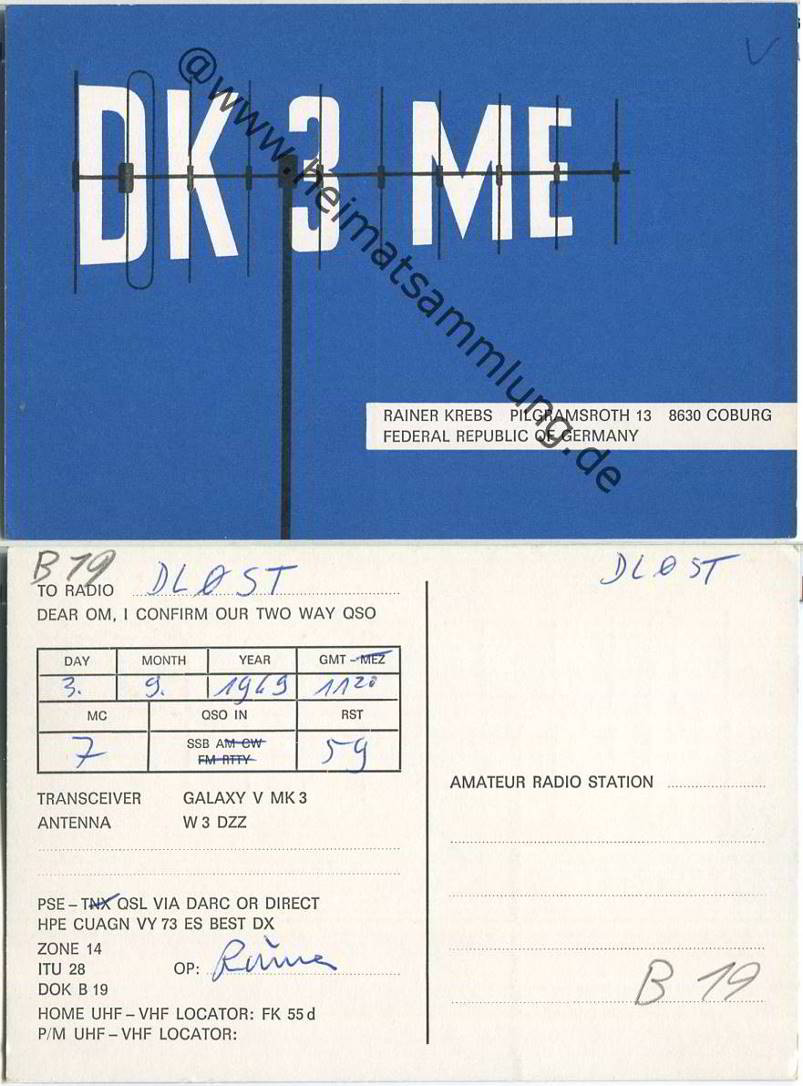 V
DK 3 ME
@www.heimatsammlung.de
RAINER KREBS PILGRAMSROTH 13 8630 COBURG
FEDERAL REPUBLIC OF GERMANY
B 19
TO RADIO DLØST
DEAR OM, I CONFIRM OUR TWO WAY QSO
DAY MONTH YEAR GMT – MEZ
3. 9. 1969 11 20
MC QSO IN RST
7 SSB AM CW 59
FM RTTY
TRANSCEIVER GALAXY V MK 3
ANTENNA W 3 DZZ
PSE – TNX QSL VIA DARC OR DIRECT
HPE CUAGN VY 73 ES BEST DX
ZONE 14
ITU 28 OP: Rainer
DOK B 19
HOME UHF – VHF LOCATOR: FK 55 d
P/M UHF – VHF LOCATOR:
DLØST
AMATEUR RADIO STATION
B 19